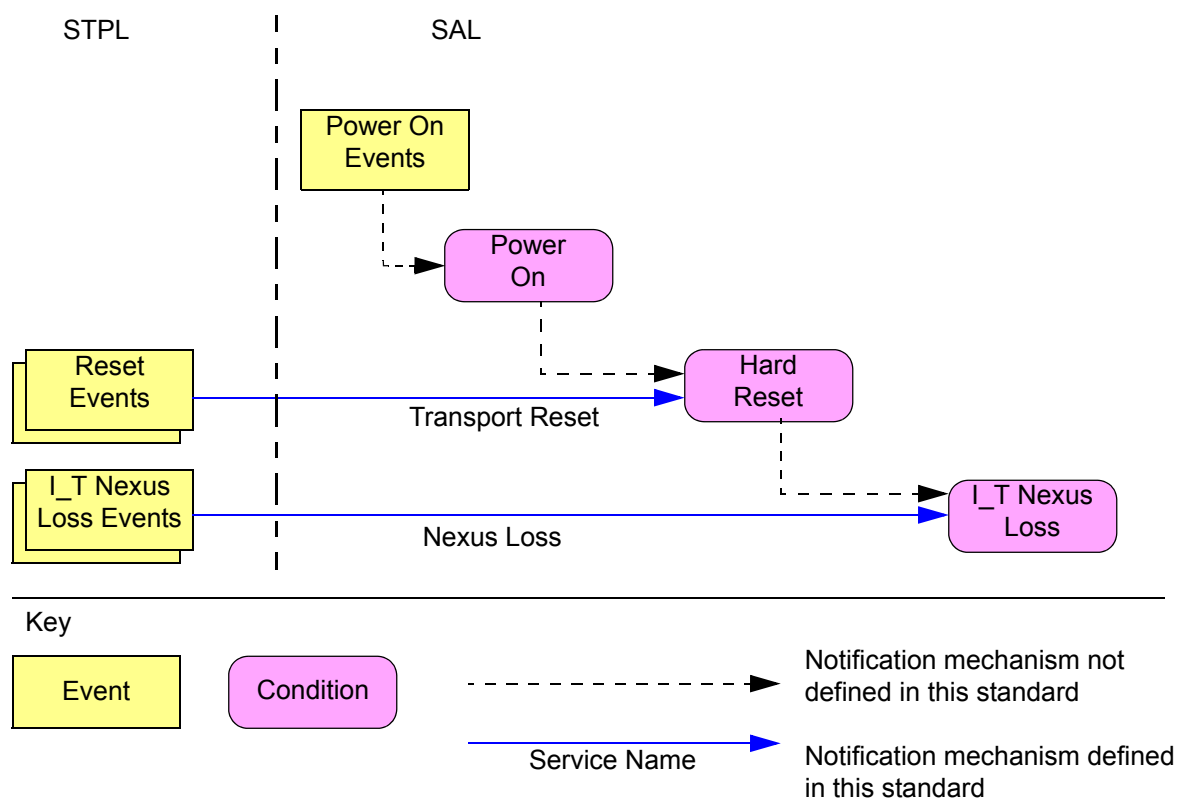 STPL
SAL
Power On
Events
Power
On
Reset
Events
Hard
Reset
Transport Reset
I_T Nexus
Loss Events
I_T Nexus
Loss
Nexus Loss
Key
Event
Condition
Notification mechanism not
defined in this standard
Service Name
Notification mechanism defined
in this standard